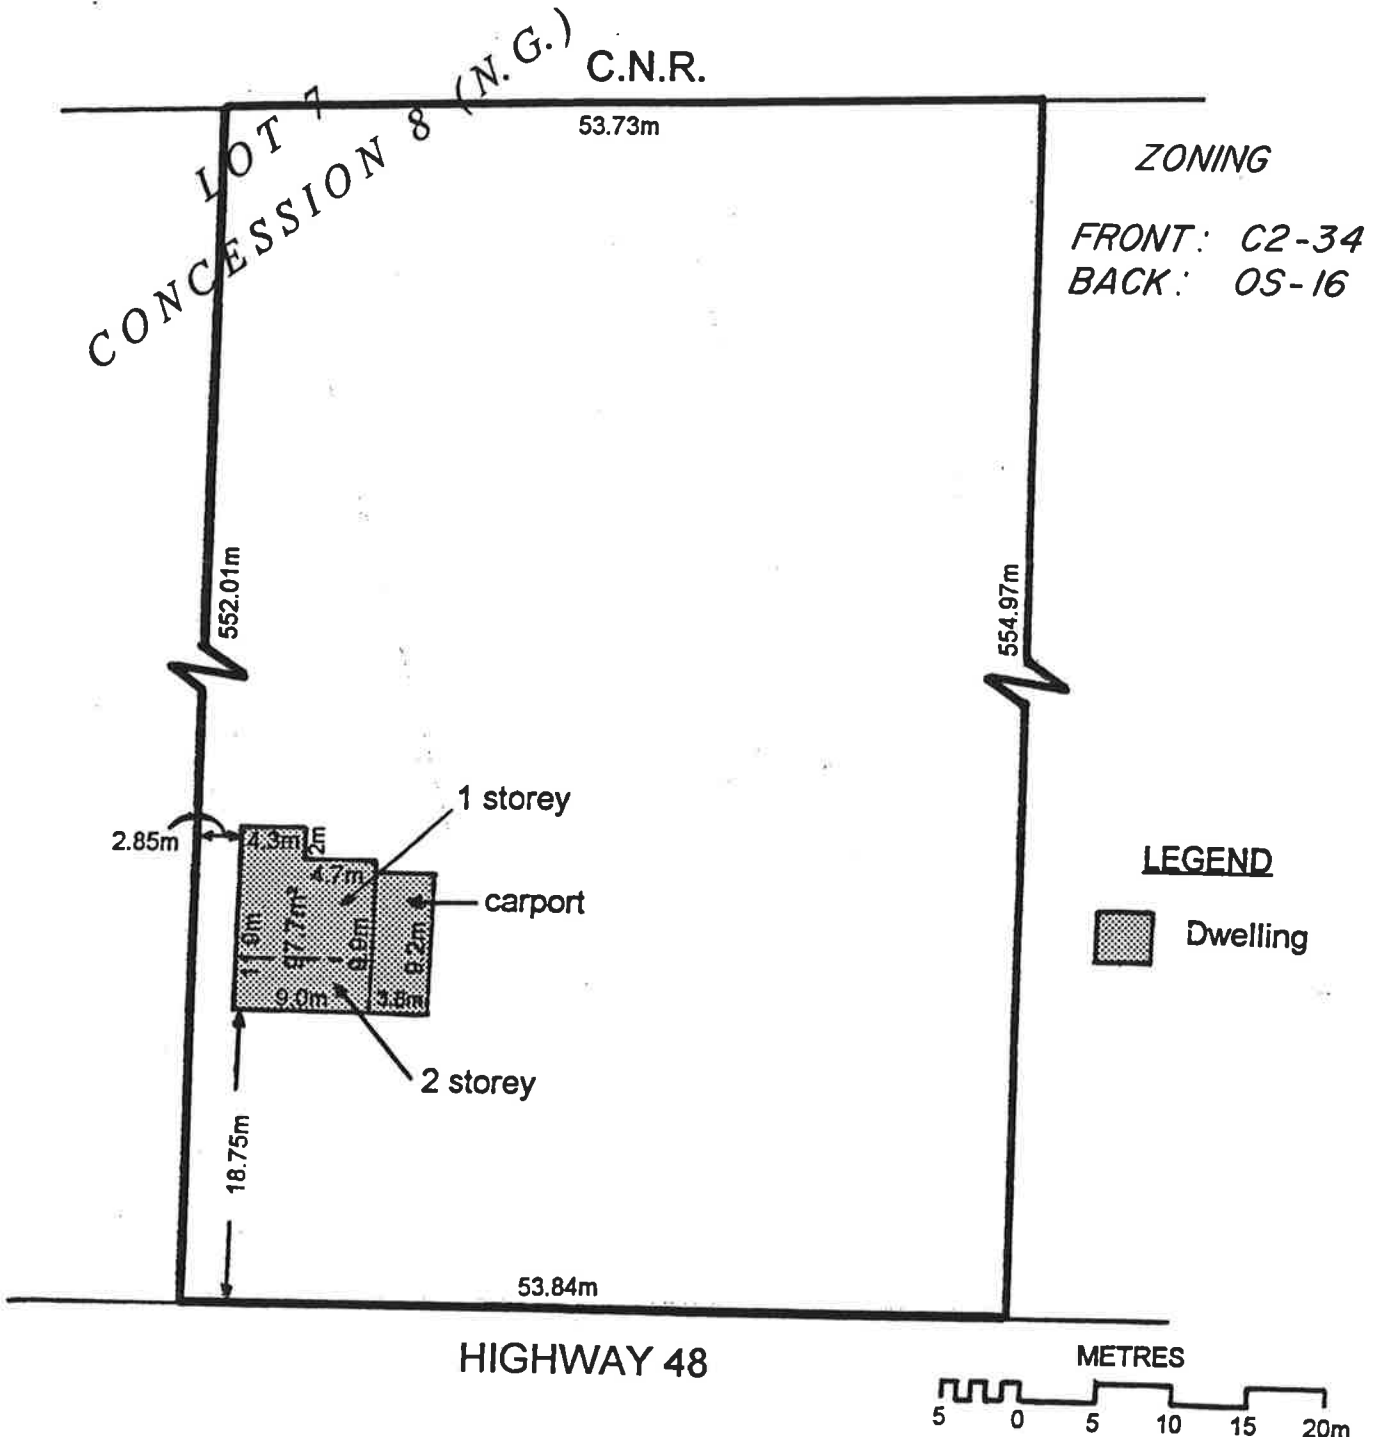 C.N.R.
LOT 7
CONCESSION 8 (N.G.)
53.73m
ZONING
FRONT: C2-34
BACK: OS-16
552.01m
554.97m
1 storey
2.85m
4.3m
2m
4.7m
carport
11.9m
97.7m²
9.9m
9.2m
9.0m
3.8m
LEGEND
Dwelling
2 storey
18.75m
53.84m
HIGHWAY 48
METRES
5 0 5 10 15 20m